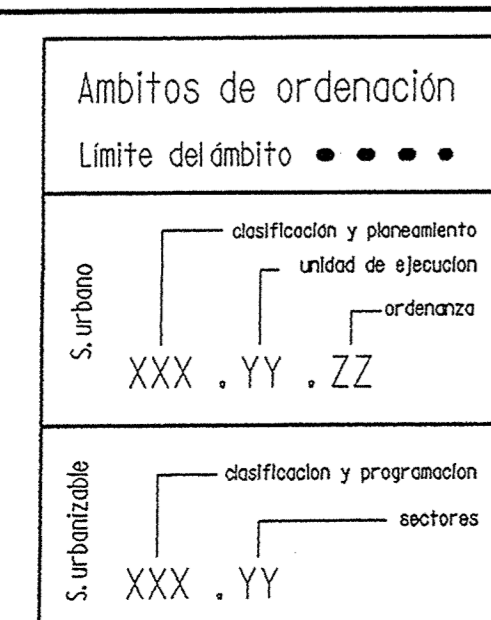 Ambitos de ordenación
Límite del ámbito
S. urbano
clasificación y planeamiento
unidad de ejecucion
ordenanza
XXX . YY . ZZ
S. urbanizable
clasificacion y programacion
sectores
XXX . YY